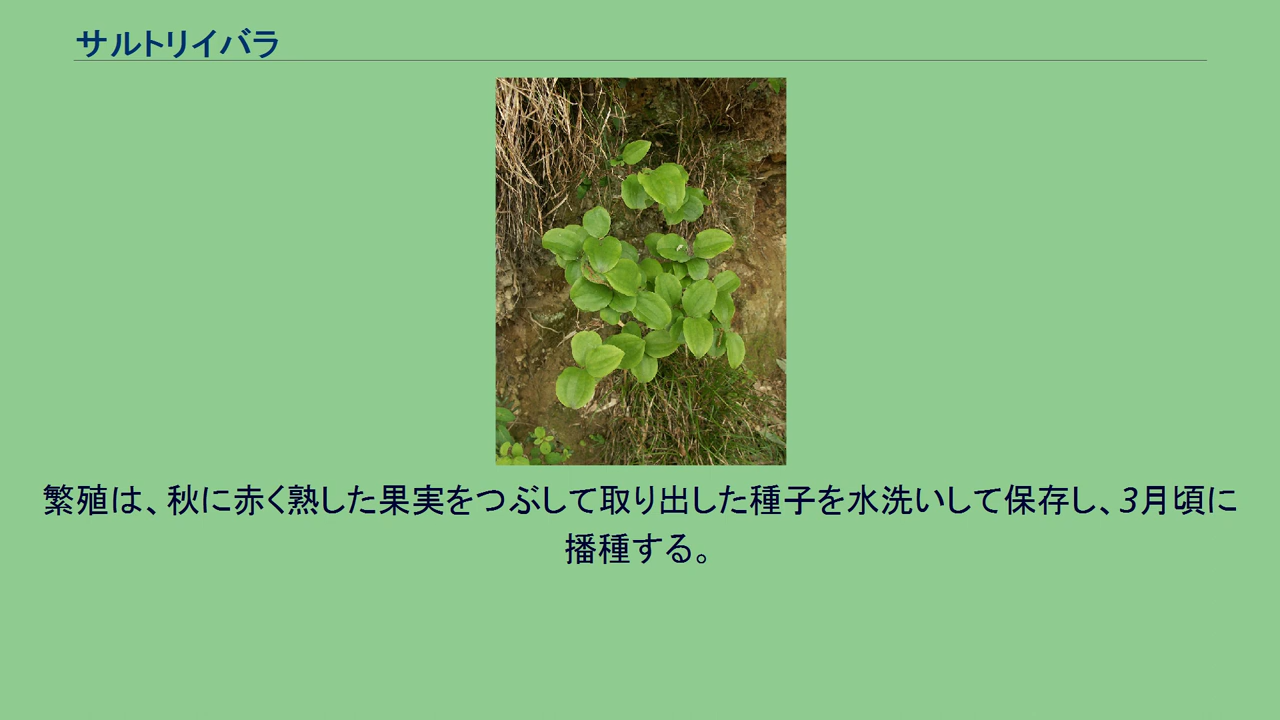 サルトリイバラ
繁殖は、秋に赤く熟した果実をつぶして取り出した種子を水洗いして保存し、3月頃に
播種する。